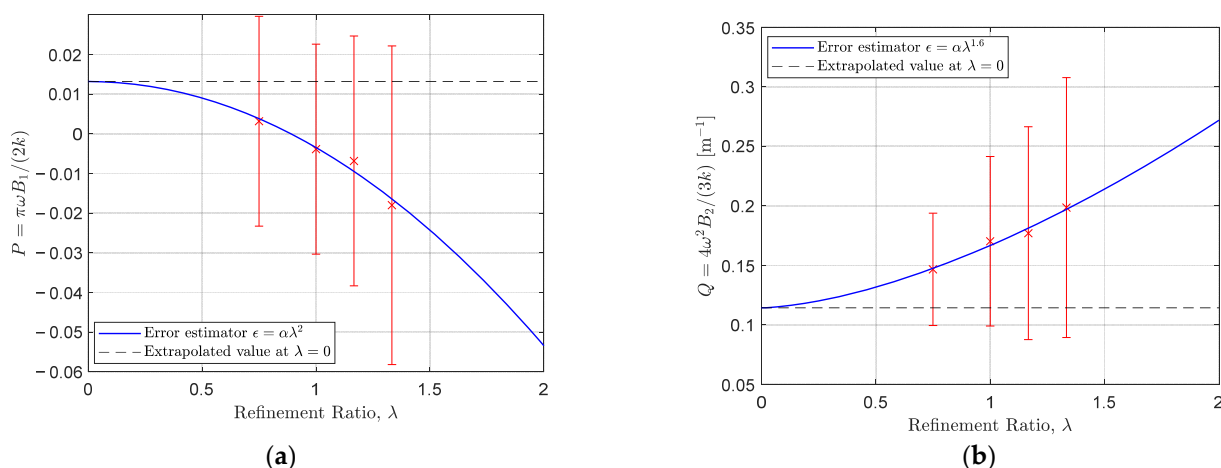 0.02
0.01
0
−0.01
−0.02
−0.03
−0.04
−0.05
−0.06
P = πωB₁/(2k)
Error estimator ϵ = αλ²
Extrapolated value at λ = 0
0 0.5 1 1.5 2
Refinement Ratio, λ
(a)
0.35
0.3
0.25
0.2
0.15
0.1
0.05
Q = 4ω²B₂/(3k) [m⁻¹]
Error estimator ϵ = αλ¹·⁶
Extrapolated value at λ = 0
0 0.5 1 1.5 2
Refinement Ratio, λ
(b)